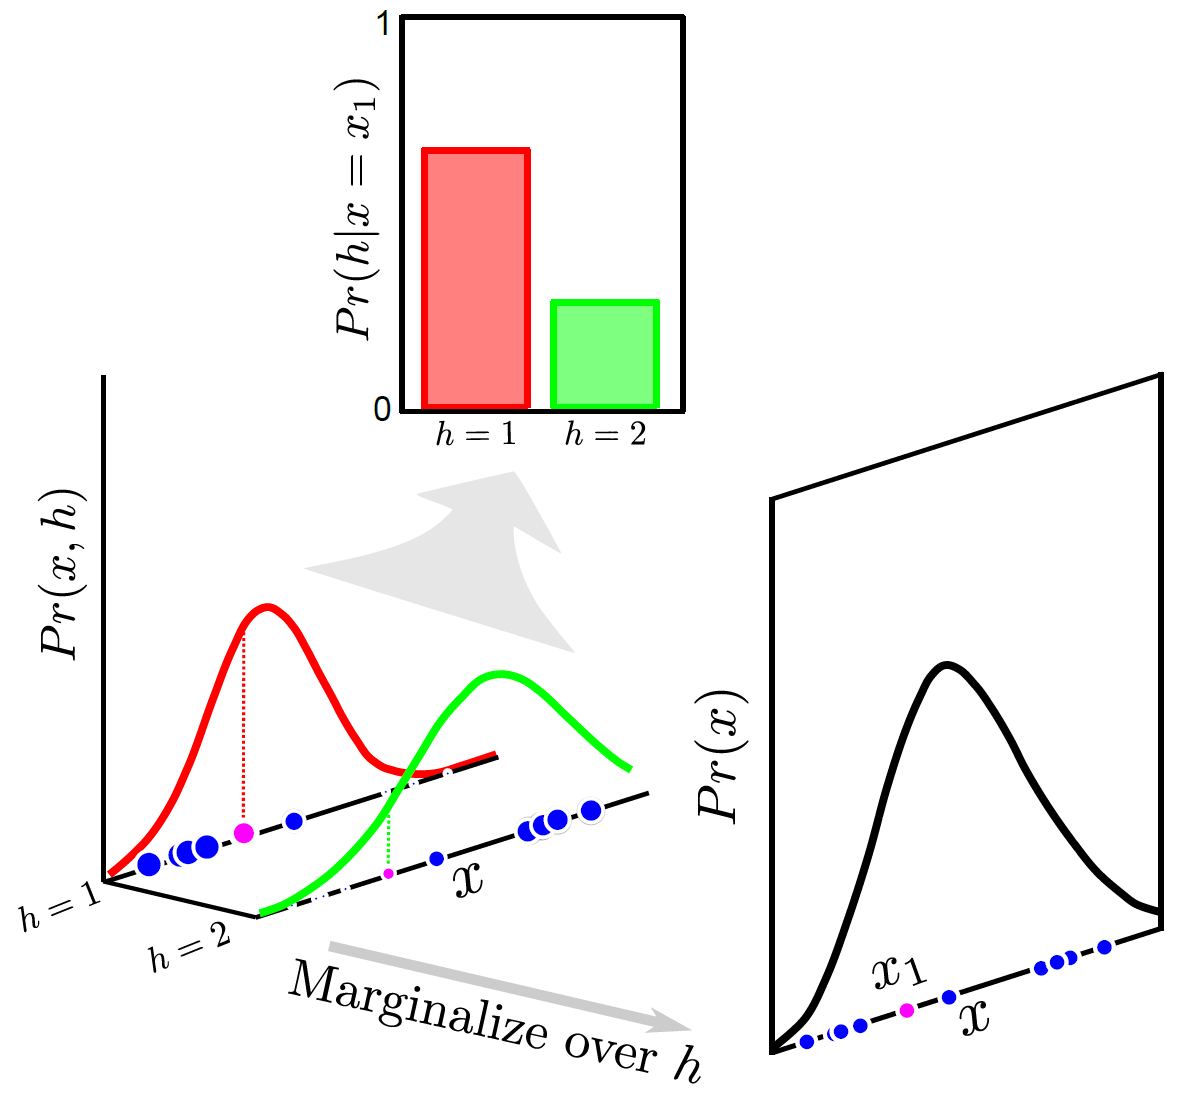 1
Pr(h|x = x₁)
0
h = 1
h = 2
Pr(x, h)
h = 1
h = 2
x
Marginalize over h
Pr(x)
x₁
x